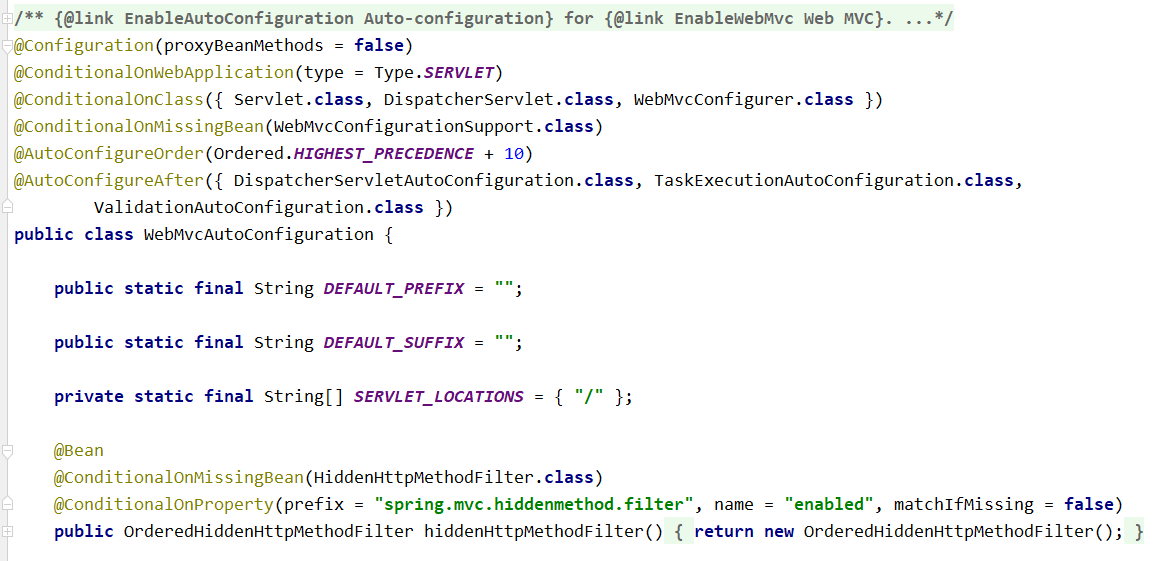 /** {@link EnableAutoConfiguration Auto-configuration} for {@link EnableWebMvc Web MVC}. ...*/
@Configuration(proxyBeanMethods = false)
@ConditionalOnWebApplication(type = Type.SERVLET)
@ConditionalOnClass({ Servlet.class, DispatcherServlet.class, WebMvcConfigurer.class })
@ConditionalOnMissingBean(WebMvcConfigurationSupport.class)
@AutoConfigureOrder(Ordered.HIGHEST_PRECEDENCE + 10)
@AutoConfigureAfter({ DispatcherServletAutoConfiguration.class, TaskExecutionAutoConfiguration.class,
        ValidationAutoConfiguration.class })
public class WebMvcAutoConfiguration {
    public static final String DEFAULT_PREFIX = "";
    public static final String DEFAULT_SUFFIX = "";
    private static final String[] SERVLET_LOCATIONS = { "/" };
    @Bean
    @ConditionalOnMissingBean(HiddenHttpMethodFilter.class)
    @ConditionalOnProperty(prefix = "spring.mvc.hiddenmethod.filter", name = "enabled", matchIfMissing = false)
    public OrderedHiddenHttpMethodFilter hiddenHttpMethodFilter() { return new OrderedHiddenHttpMethodFilter(); }